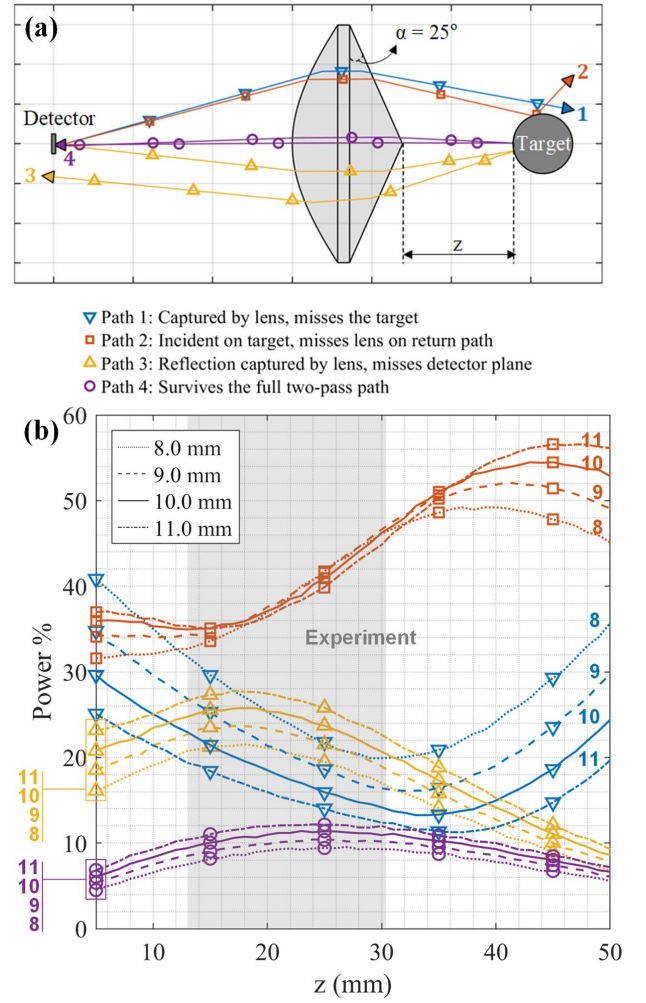 (a)
α = 25°
2
1
Detector
4
Target
3
z
Path 1: Captured by lens, misses the target
Path 2: Incident on target, misses lens on return path
Path 3: Reflection captured by lens, misses detector plane
Path 4: Survives the full two-pass path
(b)
60
8.0 mm
9.0 mm
10.0 mm
11.0 mm
11
10
9
8
50
40
8
9
10
11
Experiment
30
20
11
10
9
8
10
11
10
9
8
0
10
20
30
40
50
Power %
z (mm)